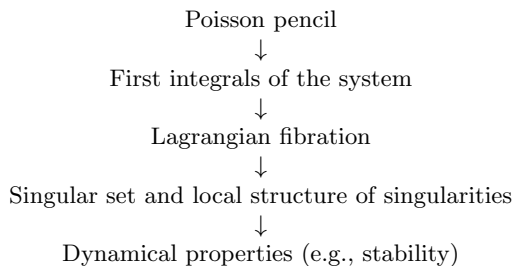 Poisson pencil
↓
First integrals of the system
↓
Lagrangian fibration
↓
Singular set and local structure of singularities
↓
Dynamical properties (e.g., stability)